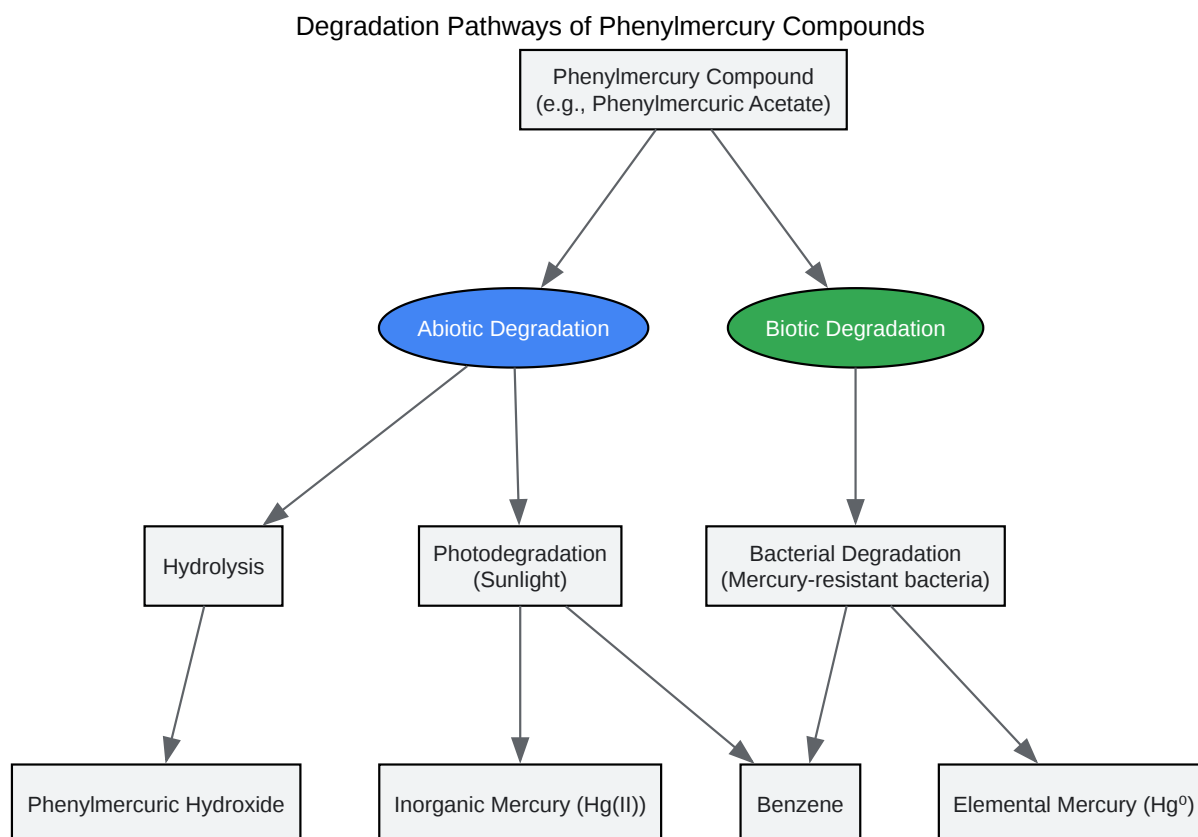 Degradation Pathways of Phenylmercury Compounds
Phenylmercury Compound
(e.g., Phenylmercuric Acetate)
Abiotic Degradation
Biotic Degradation
Hydrolysis
Photodegradation
(Sunlight)
Bacterial Degradation
(Mercury-resistant bacteria)
Phenylmercuric Hydroxide
Inorganic Mercury (Hg(II))
Benzene
Elemental Mercury (Hg⁰)